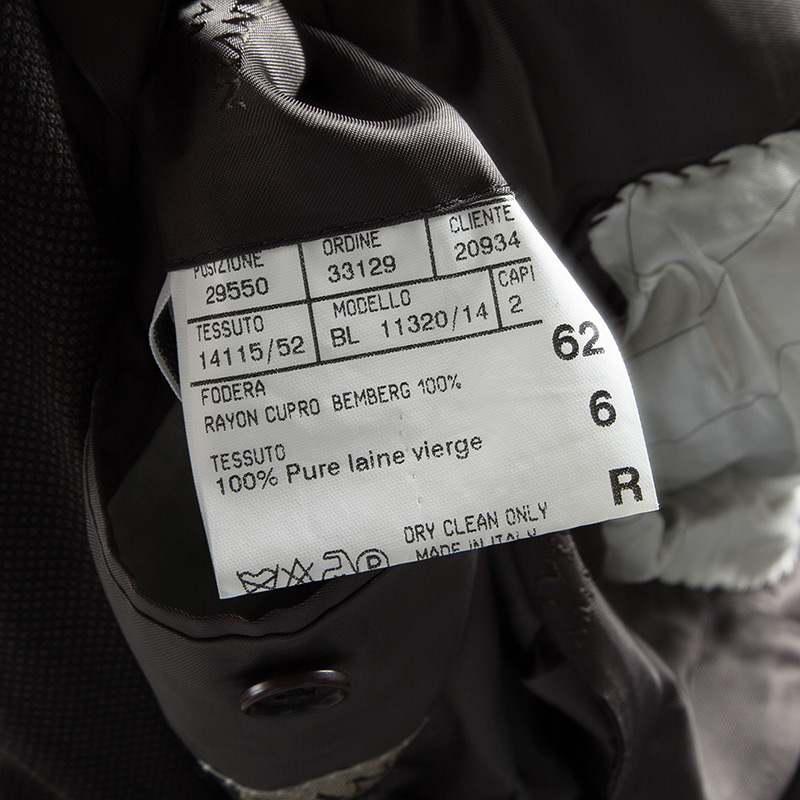 POSIZIONE ORDINE CLIENTE
29550 33129 20934
TESSUTO MODELLO CAPI
14115/52 BL 11320/14 2
FODERA
RAYON CUPRO BEMBERG 100%
TESSUTO
100% Pure laine vierge
62
6
R
DRY CLEAN ONLY
MADE IN ITALY
P